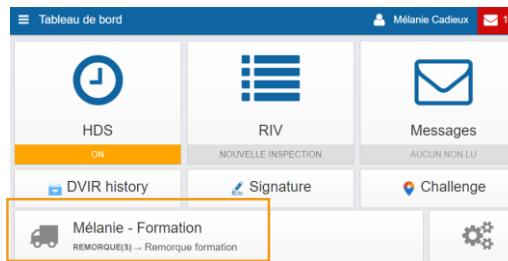 Tableau de bord
Mélanie Cadieux
1
HDS
RIV
Messages
ON
NOUVELLE INSPECTION
AUCUN NON LU
DVIR history
Signature
Challenge
Mélanie - Formation
REMORQUE(S) → Remorque formation